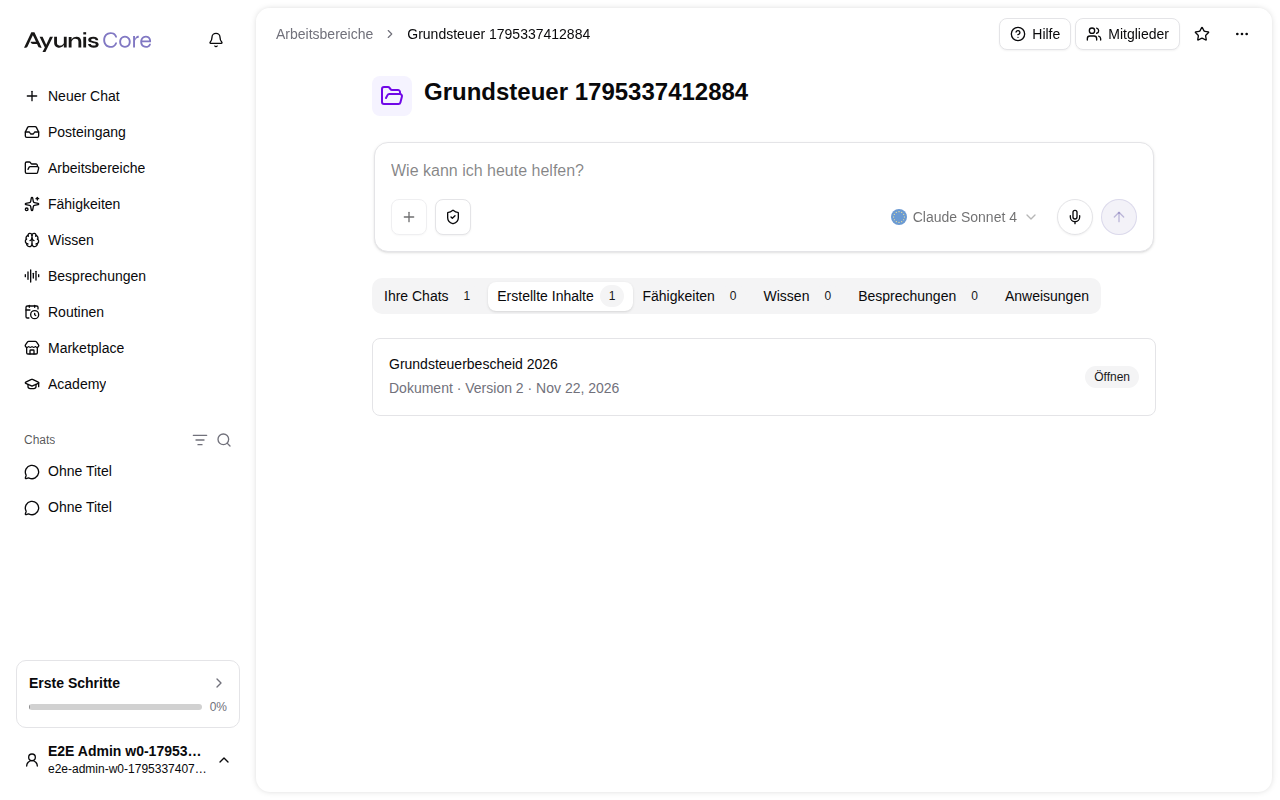 Ayunis Core
Neuer Chat
Posteingang
Arbeitsbereiche
Fähigkeiten
Wissen
Besprechungen
Routinen
Marketplace
Academy
Chats
Ohne Titel
Ohne Titel
Erste Schritte
0%
E2E Admin w0-17953…
e2e-admin-w0-1795337407…
Arbeitsbereiche
Grundsteuer 1795337412884
Hilfe
Mitglieder
Grundsteuer 1795337412884
Wie kann ich heute helfen?
Claude Sonnet 4
Ihre Chats 1 Erstellte Inhalte 1 Fähigkeiten 0 Wissen 0 Besprechungen 0 Anweisungen
Grundsteuerbescheid 2026
Dokument · Version 2 · Nov 22, 2026
Öffnen